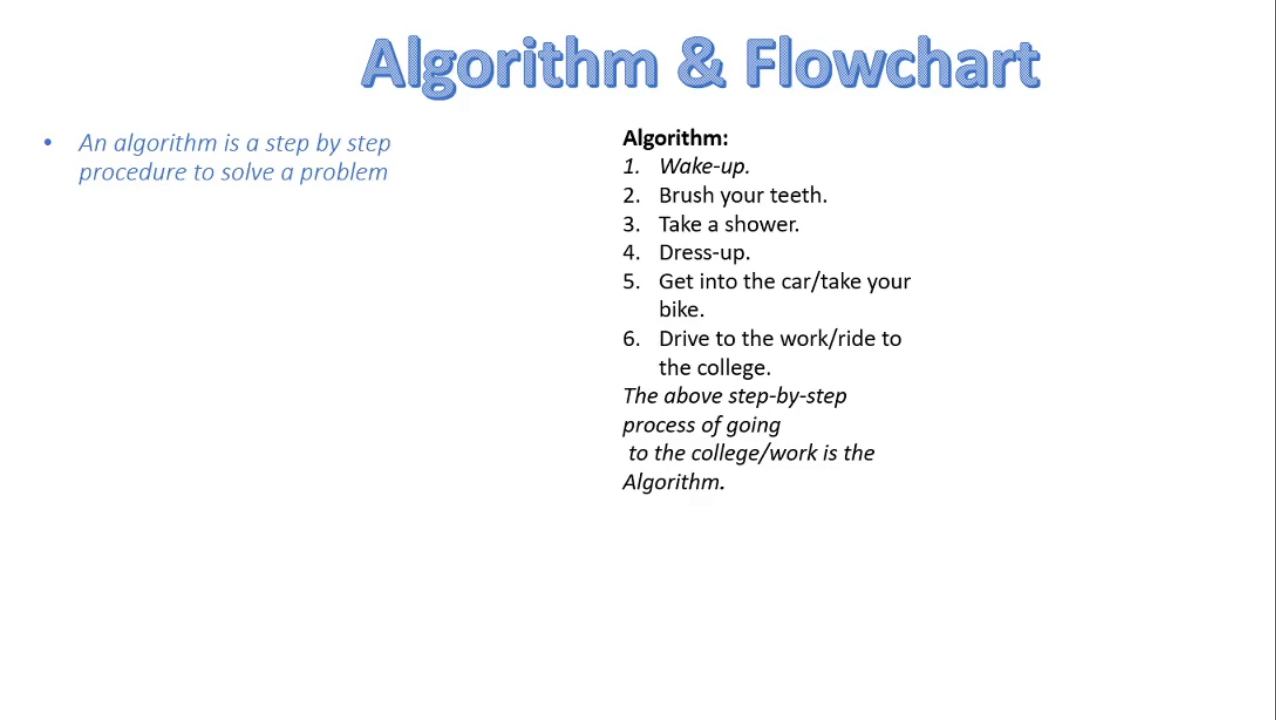 Algorithm & Flowchart
• An algorithm is a step by step
procedure to solve a problem
Algorithm:
1. Wake-up.
2. Brush your teeth.
3. Take a shower.
4. Dress-up.
5. Get into the car/take your
bike.
6. Drive to the work/ride to
the college.
The above step-by-step
process of going
to the college/work is the
Algorithm.